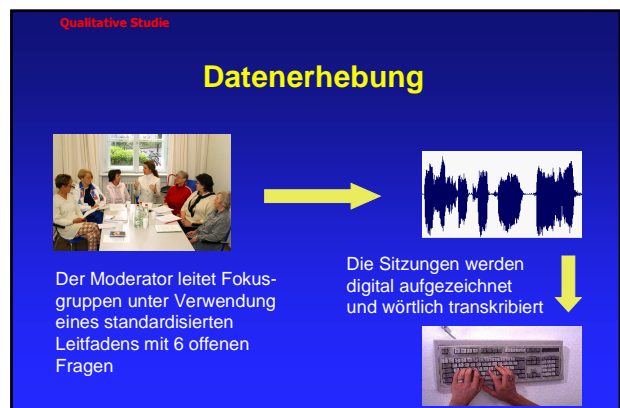 Qualitative Studie
Datenerhebung
Der Moderator leitet Fokus-
gruppen unter Verwendung
eines standardisierten
Leitfadens mit 6 offenen
Fragen
Die Sitzungen werden
digital aufgezeichnet
und wörtlich transkribiert